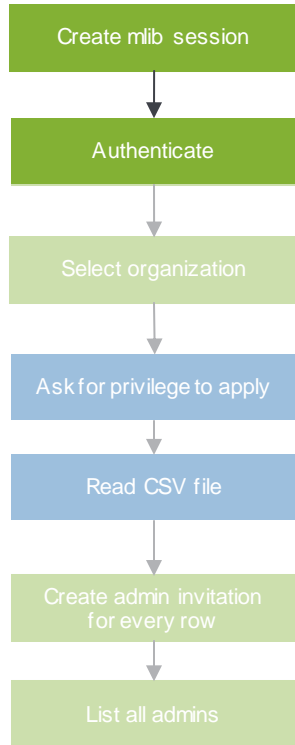 Create mlib session
Authenticate
Select organization
Ask for privilege to apply
Read CSV file
Create admin invitation
for every row
List all admins